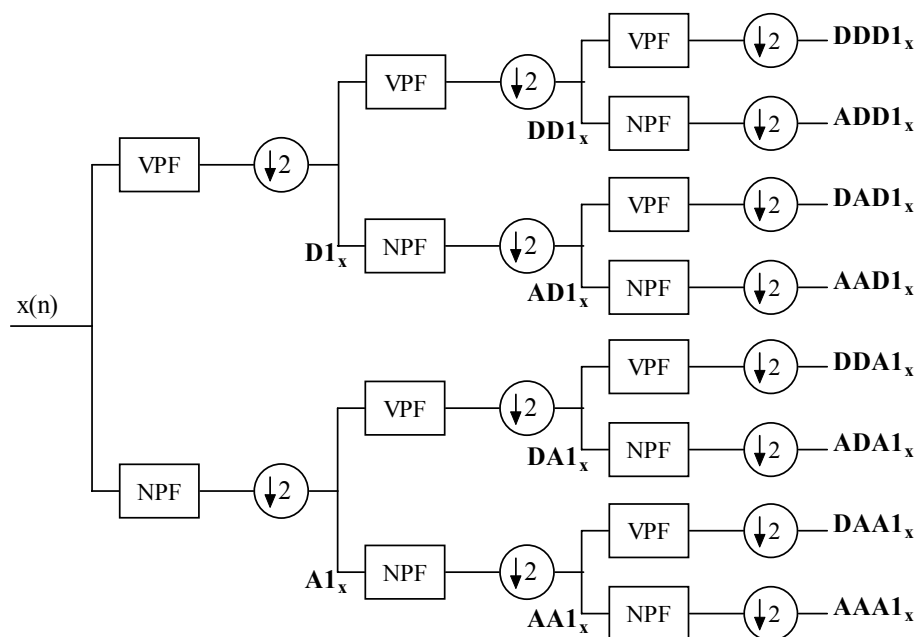 VPF ↓2 DDD1x
VPF ↓2
DD1x NPF ↓2 ADD1x
VPF ↓2
VPF ↓2 DAD1x
D1x NPF ↓2
AD1x NPF ↓2 AAD1x
x(n)
VPF ↓2 DDA1x
VPF ↓2
DA1x NPF ↓2 ADA1x
NPF ↓2
VPF ↓2 DAA1x
A1x NPF ↓2
AA1x NPF ↓2 AAA1x